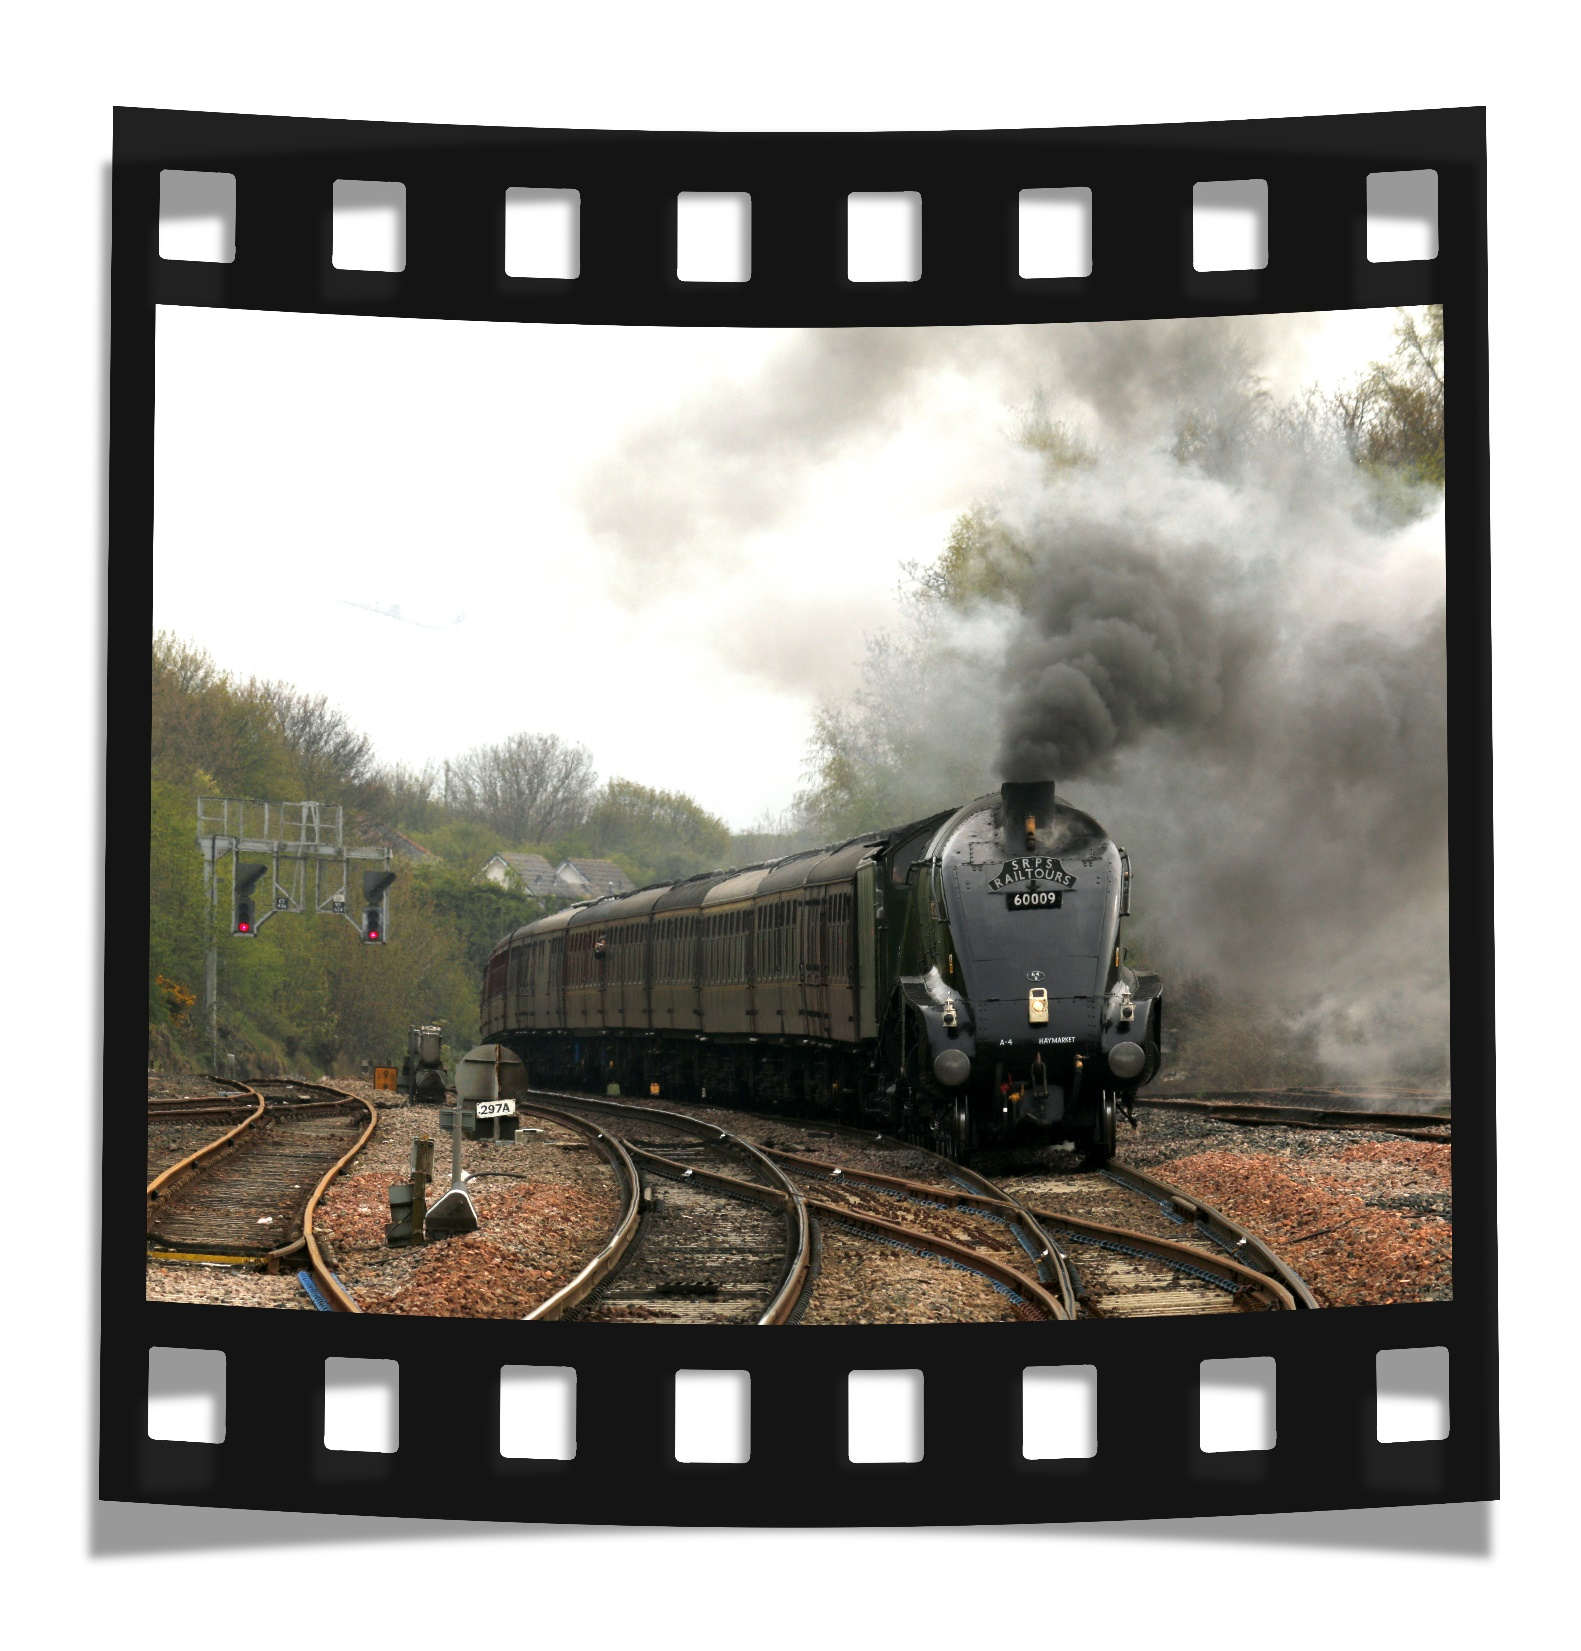 S.R.P.S
RAILTOURS
60009
A-4 HAYMARKET
297A